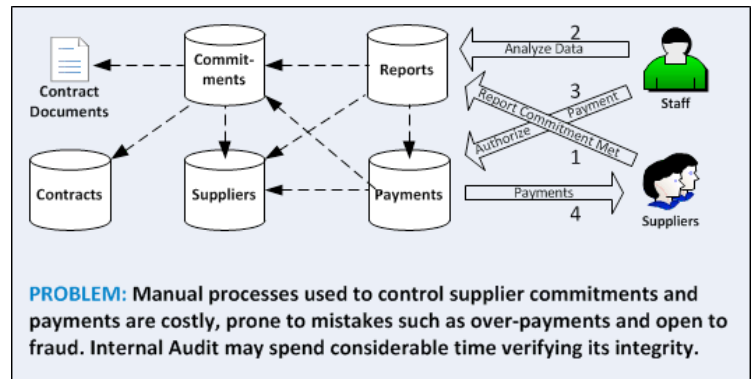 2
Analyze Data
Commit-
ments
Reports
Contract
Documents
Staff
3
Authorize Payment
Report Commitment Met
1
Contracts
Suppliers
Payments
Payments
4
Suppliers
PROBLEM: Manual processes used to control supplier commitments and
payments are costly, prone to mistakes such as over-payments and open to
fraud. Internal Audit may spend considerable time verifying its integrity.